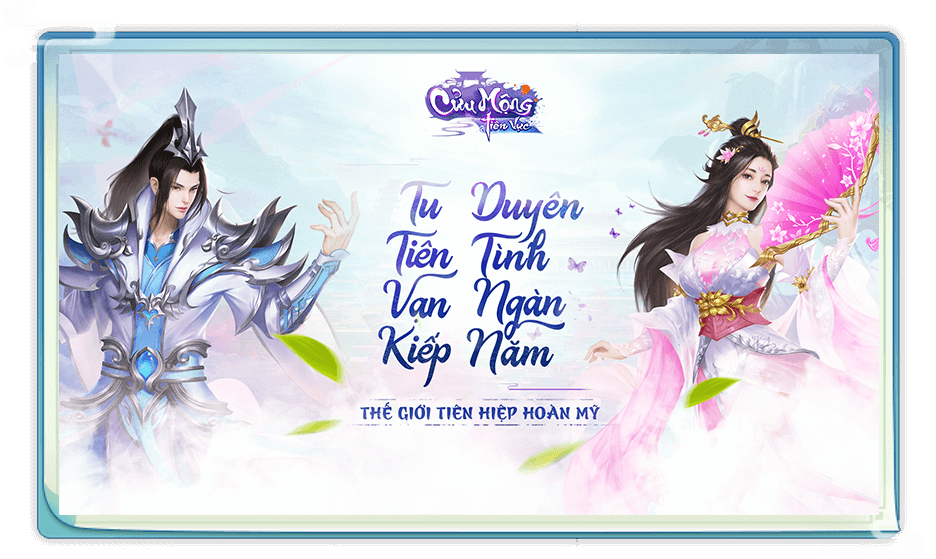 Cửu Mộng
Tiên Vực
Tu Duyên
Tiên Tình
Vạn Ngàn
Kiếp Năm
THẾ GIỚI TIÊN HIỆP HOÀN MỸ